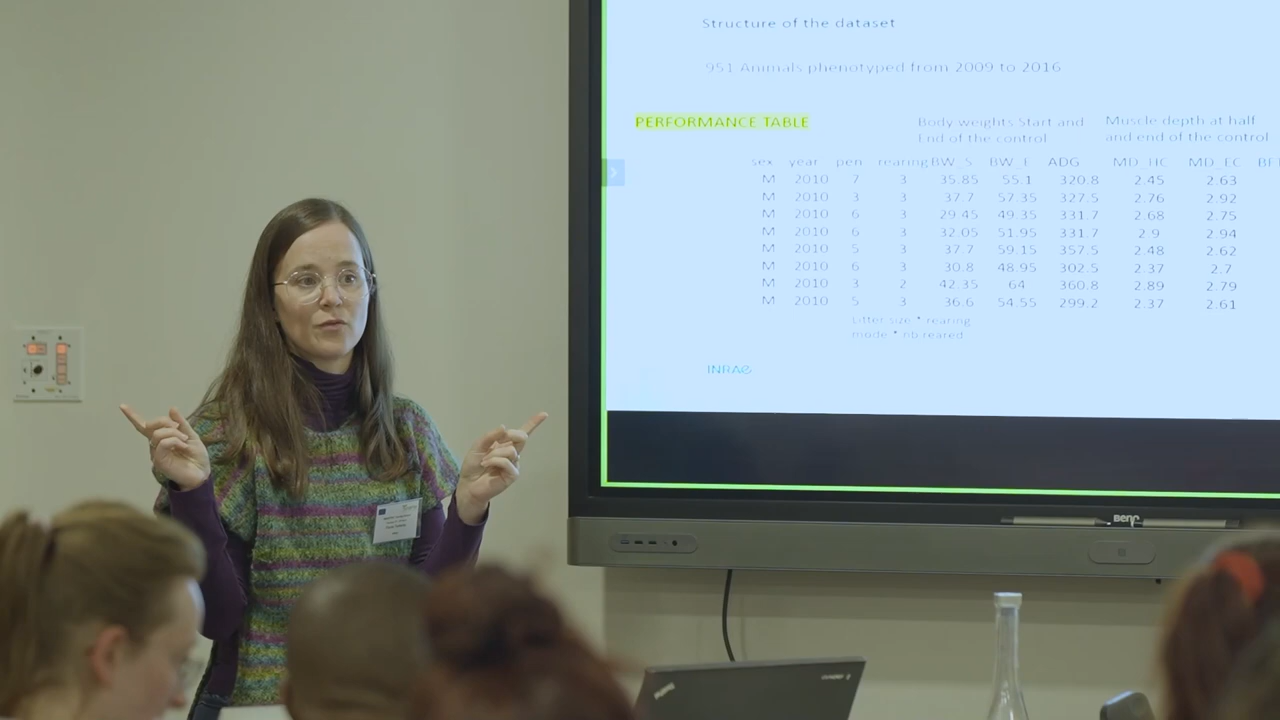 Structure of the dataset
951 Animals phenotyped from 2009 to 2016
PERFORMANCE TABLE
Body weights Start and
End of the control
Muscle depth at half
and end of the control
sex year pen rearing BW_S BW_E ADG MD_HC MD_EC BFT
M 2010 7 3 35.85 55.1 320.8 2.45 2.63
M 2010 3 3 37.7 57.35 327.5 2.76 2.92
M 2010 6 3 29.45 49.35 331.7 2.68 2.75
M 2010 6 3 32.05 51.95 331.7 2.9 2.94
M 2010 5 3 37.7 59.15 357.5 2.48 2.62
M 2010 6 3 30.8 48.95 302.5 2.37 2.7
M 2010 3 2 42.35 64 360.8 2.89 2.79
M 2010 5 3 36.6 54.55 299.2 2.37 2.61
Litter size * rearing
mode * nb reared
INRAE
BenQ
ThinkPad